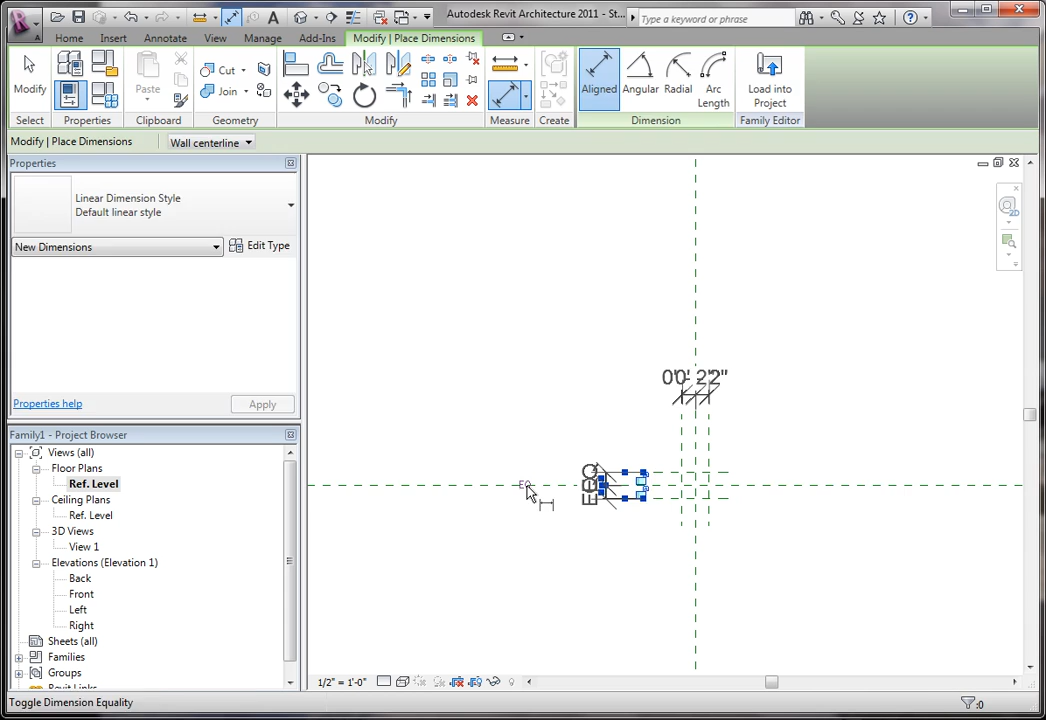 Autodesk Revit Architecture 2011 - St...
Type a keyword or phrase
Home
Insert
Annotate
View
Manage
Add-Ins
Modify | Place Dimensions
Modify
Paste
Cut
Join
Aligned
Angular
Radial
Arc
Length
Load into
Project
Select
Properties
Clipboard
Geometry
Modify
Measure
Create
Dimension
Family Editor
Modify | Place Dimensions
Wall centerline
Properties
Linear Dimension Style
Default linear style
New Dimensions
Edit Type
Properties help
Apply
Family1 - Project Browser
Views (all)
Floor Plans
Ref. Level
Ceiling Plans
Ref. Level
3D Views
View 1
Elevations (Elevation 1)
Back
Front
Left
Right
Sheets (all)
Families
Groups
Revit Links
2D
EQ
1/2" = 1'-0"
Toggle Dimension Equality
:0